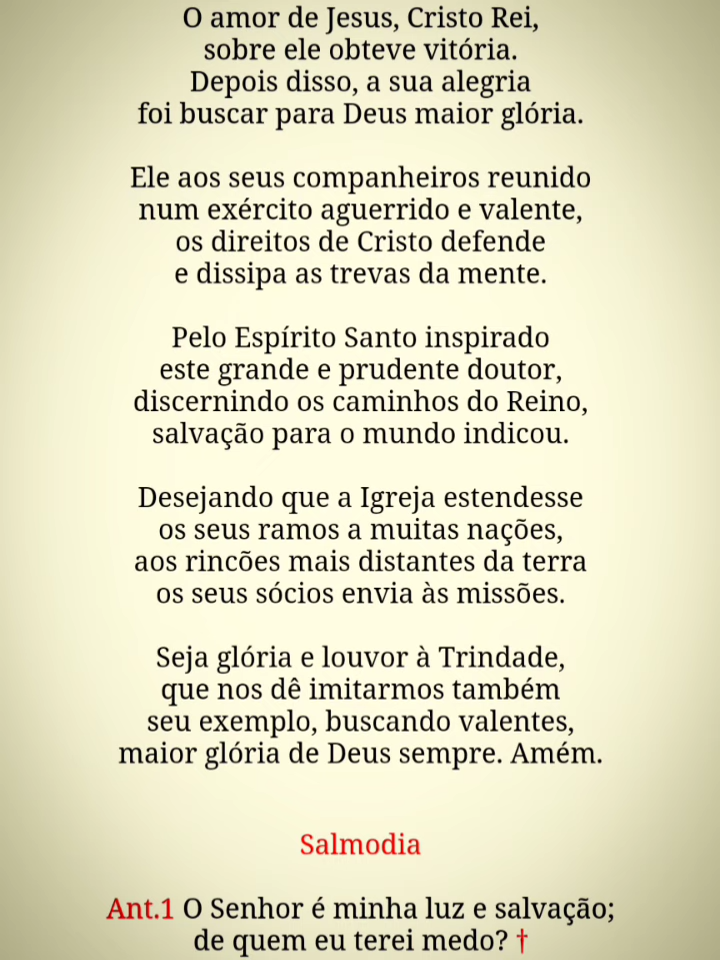 O amor de Jesus, Cristo Rei,
sobre ele obteve vitória.
Depois disso, a sua alegria
foi buscar para Deus maior glória.
Ele aos seus companheiros reunido
num exército aguerrido e valente,
os direitos de Cristo defende
e dissipa as trevas da mente.
Pelo Espírito Santo inspirado
este grande e prudente doutor,
discernindo os caminhos do Reino,
salvação para o mundo indicou.
Desejando que a Igreja estendesse
os seus ramos a muitas nações,
aos rincões mais distantes da terra
os seus sócios envia às missões.
Seja glória e louvor à Trindade,
que nos dê imitarmos também
seu exemplo, buscando valentes,
maior glória de Deus sempre. Amém.
Salmodia
Ant.1 O Senhor é minha luz e salvação;
de quem eu terei medo? †